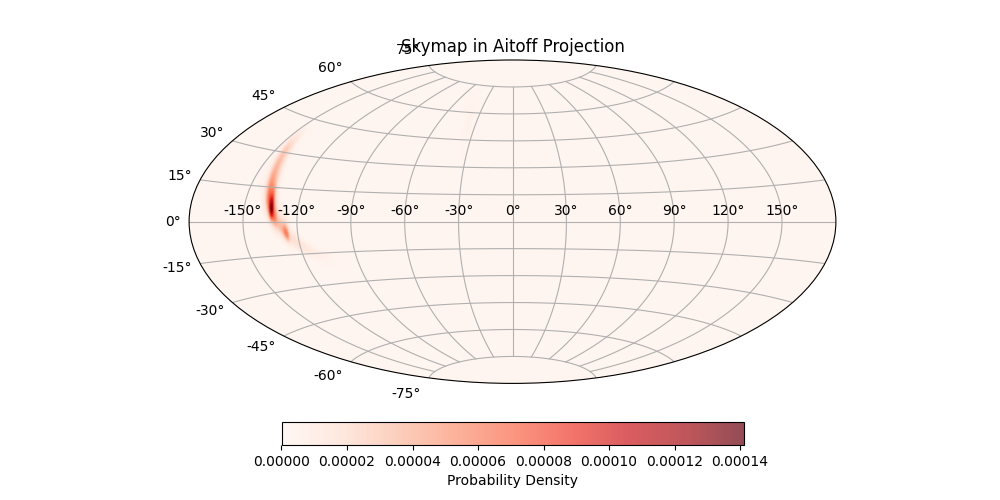 75°
Skymap in Aitoff Projection
60°
45°
30°
15°
-150° -120° -90° -60° -30° 0° 30° 60° 90° 120° 150°
0°
-15°
-30°
-45°
-60°
-75°
0.00000 0.00002 0.00004 0.00006 0.00008 0.00010 0.00012 0.00014
Probability Density